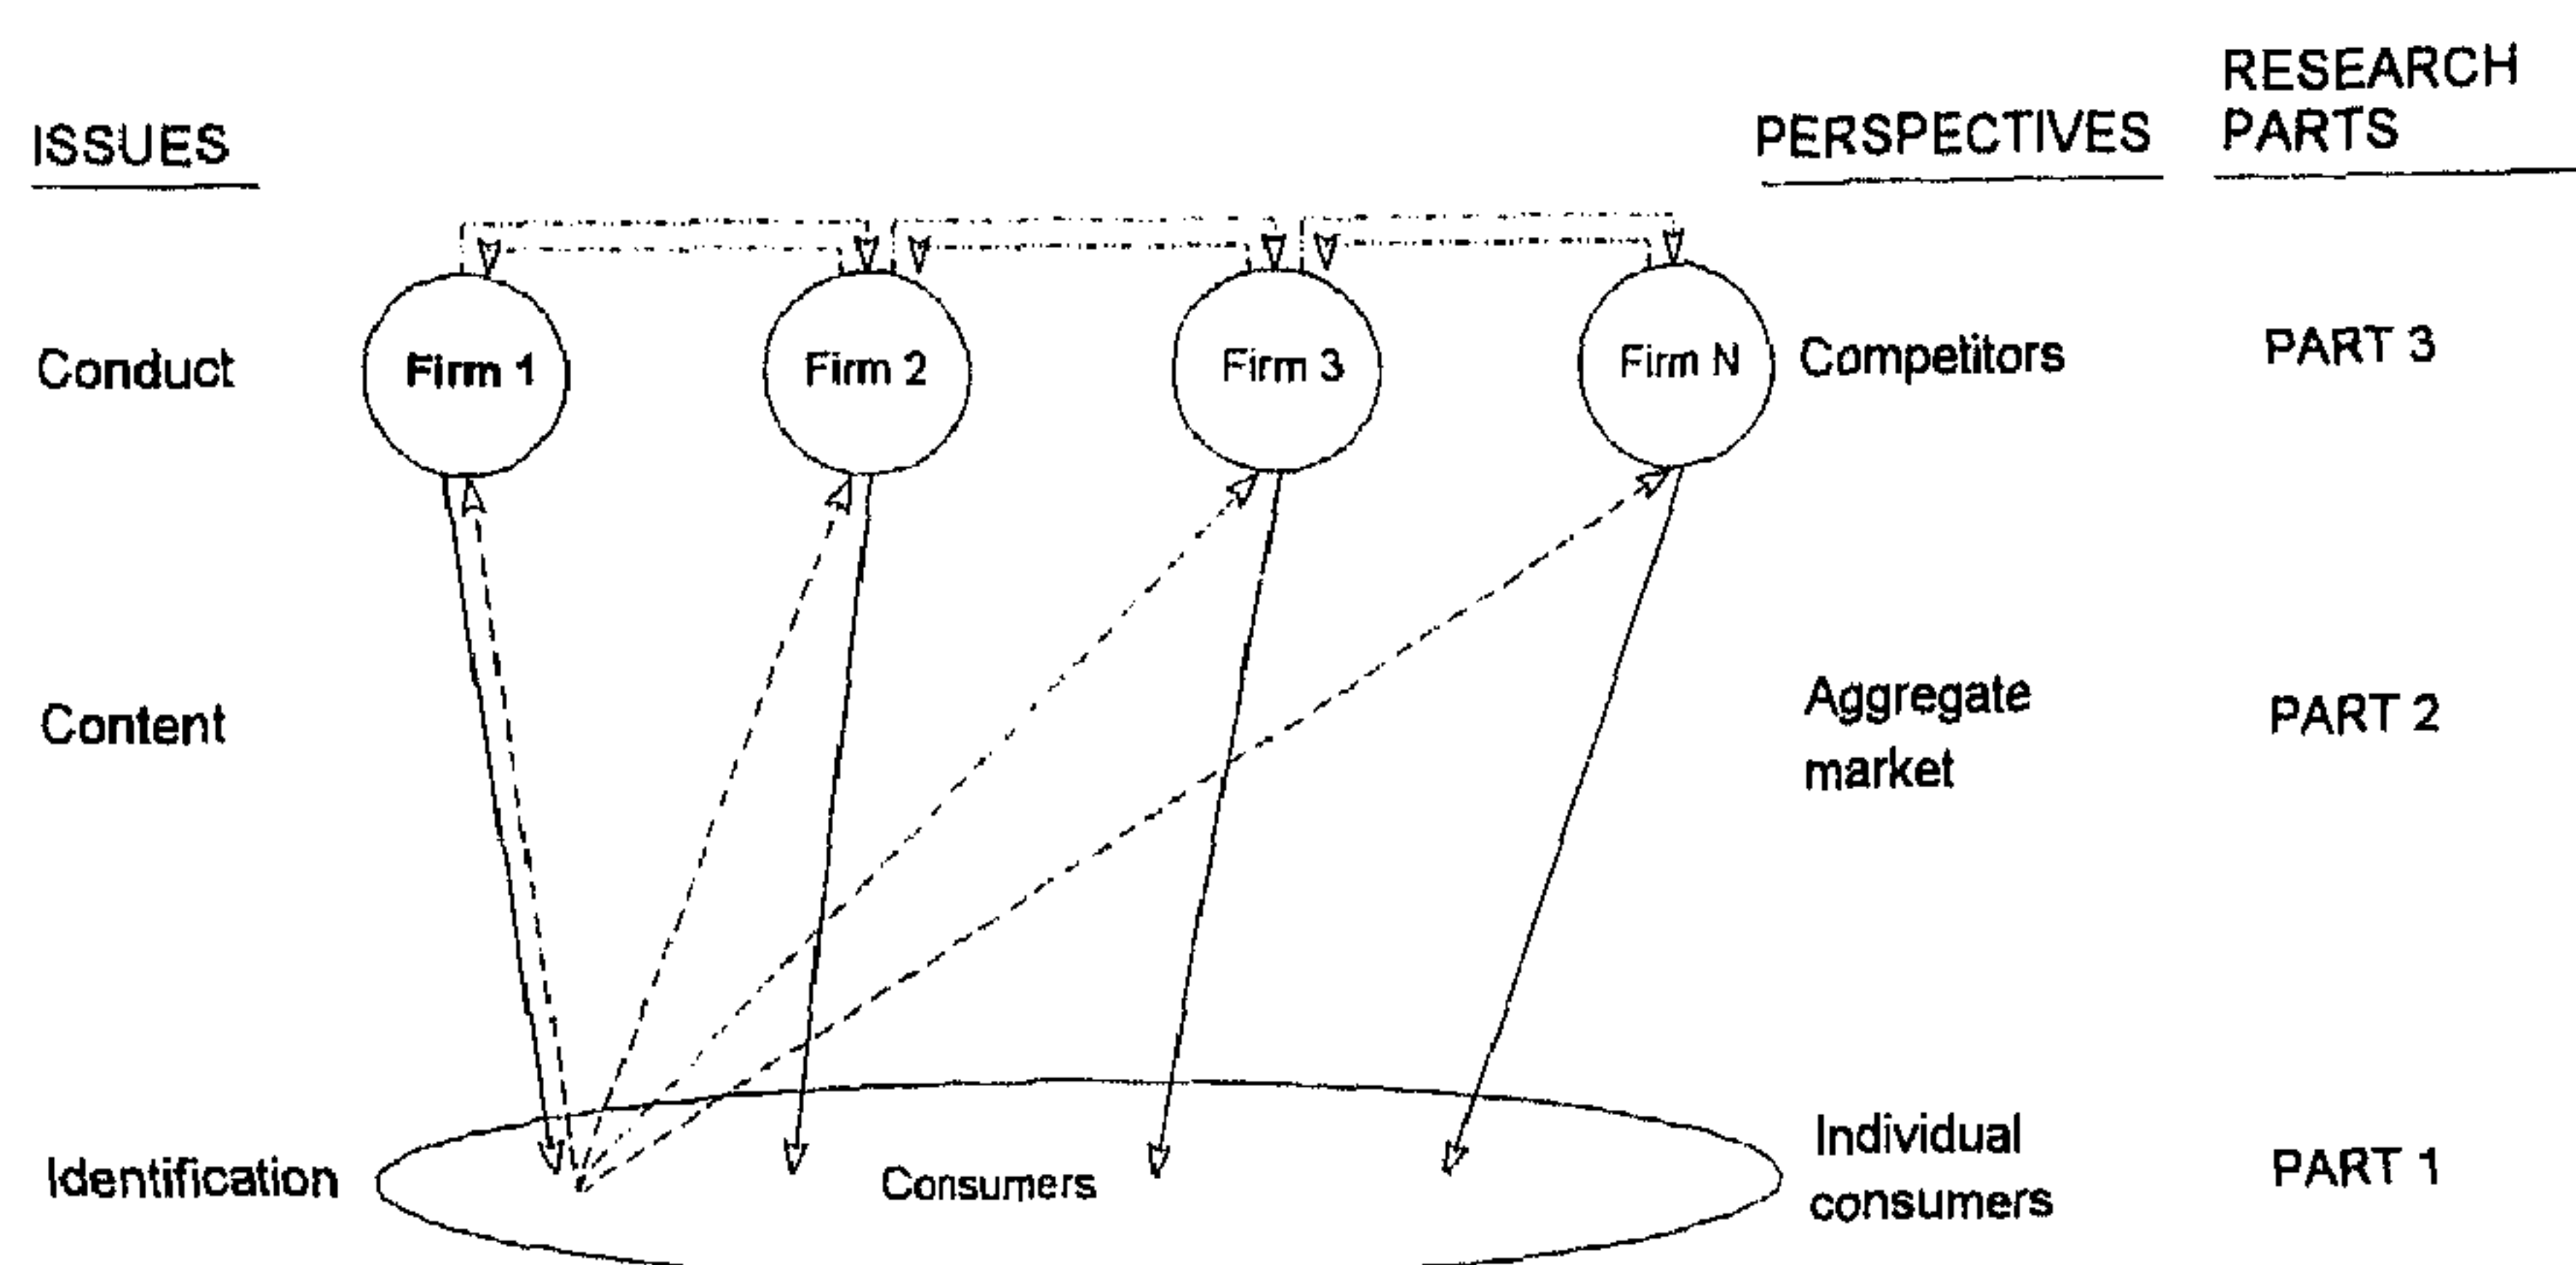 RESEARCH
ISSUES PERSPECTIVES PARTS
Conduct Firm 1 Firm 2 Firm 3 Firm N Competitors PART 3
Content Aggregate PART 2
market
Individual
Identification Consumers PART 1
consumers